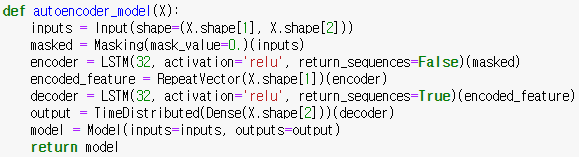 def autoencoder_model(X):
    inputs = Input(shape=(X.shape[1], X.shape[2]))
    masked = Masking(mask_value=0.)(inputs)
    encoder = LSTM(32, activation='relu', return_sequences=False)(masked)
    encoded_feature = RepeatVector(X.shape[1])(encoder)
    decoder = LSTM(32, activation='relu', return_sequences=True)(encoded_feature)
    output = TimeDistributed(Dense(X.shape[2]))(decoder)
    model = Model(inputs=inputs, outputs=output)
    return model